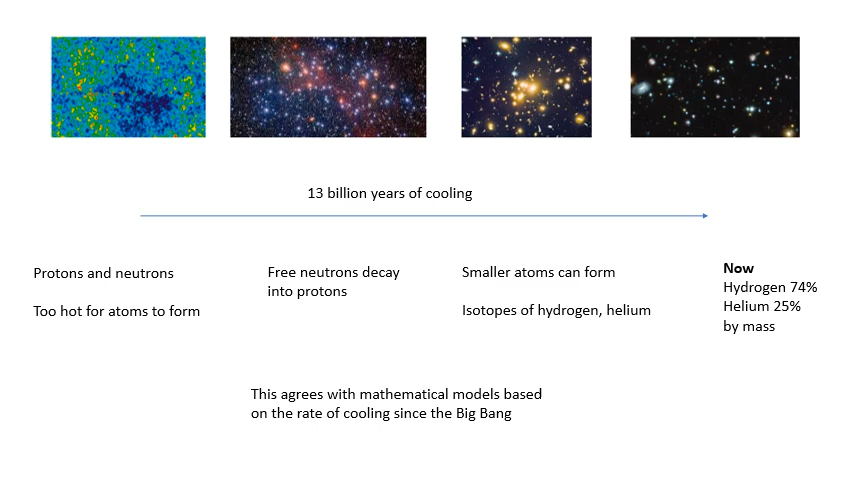 13 billion years of cooling
Protons and neutrons
Too hot for atoms to form
Free neutrons decay
into protons
Smaller atoms can form
Isotopes of hydrogen, helium
Now
Hydrogen 74%
Helium 25%
by mass
This agrees with mathematical models based
on the rate of cooling since the Big Bang